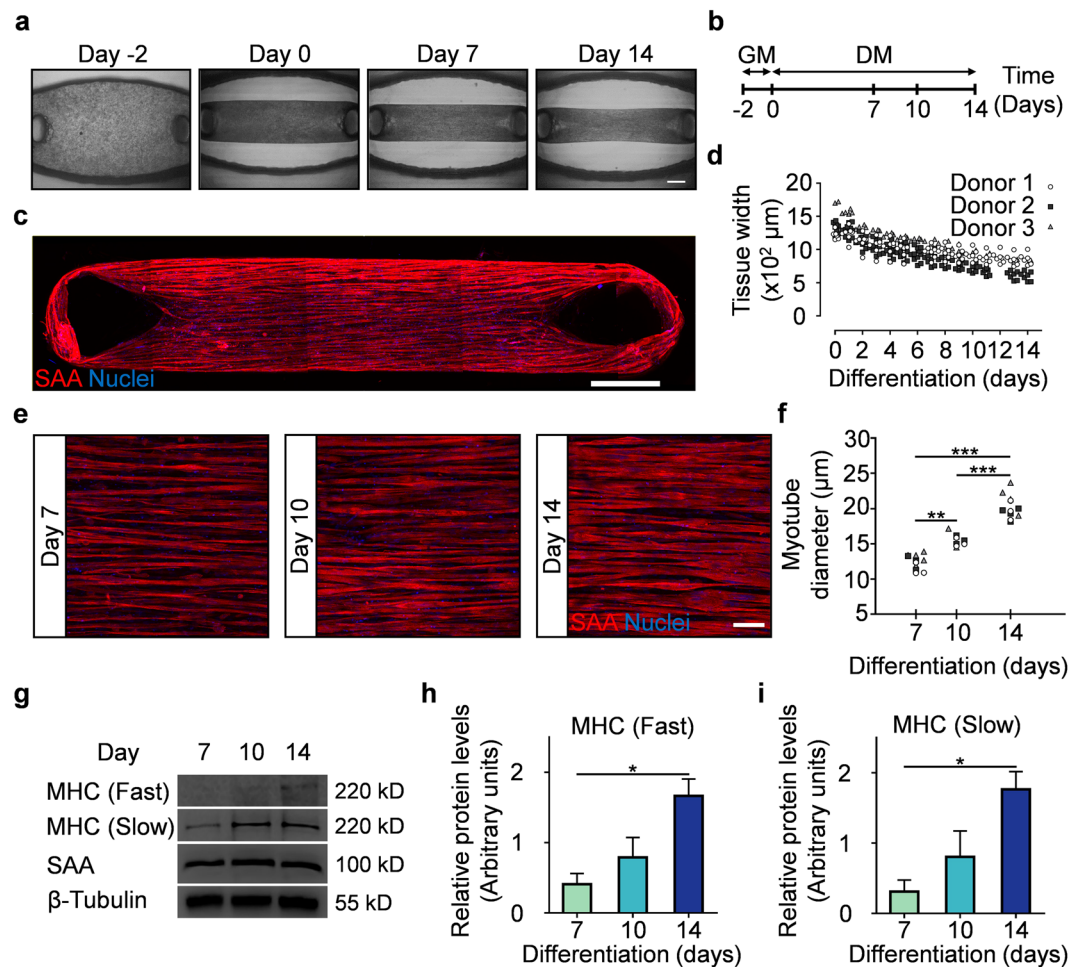 a
Day -2 Day 0 Day 7 Day 14
b
GM DM Time
-2 0 7 10 14 (Days)
c
SAA Nuclei
d
Donor 1
Donor 2
Donor 3
Tissue width
(x10² µm)
20
15
10
5
0
0 2 4 6 8 10 12 14
Differentiation (days)
e
Day 7
Day 10
Day 14
SAA Nuclei
f
Myotube
diameter (µm)
30
25
20
15
10
5
***
***
**
7 10 14
Differentiation (days)
g
Day 7 10 14
MHC (Fast) 220 kD
MHC (Slow) 220 kD
SAA 100 kD
β-Tubulin 55 kD
h
MHC (Fast)
Relative protein levels
(Arbitrary units)
2
1
0
*
7 10 14
Differentiation (days)
i
MHC (Slow)
Relative protein levels
(Arbitrary units)
2
1
0
*
7 10 14
Differentiation (days)